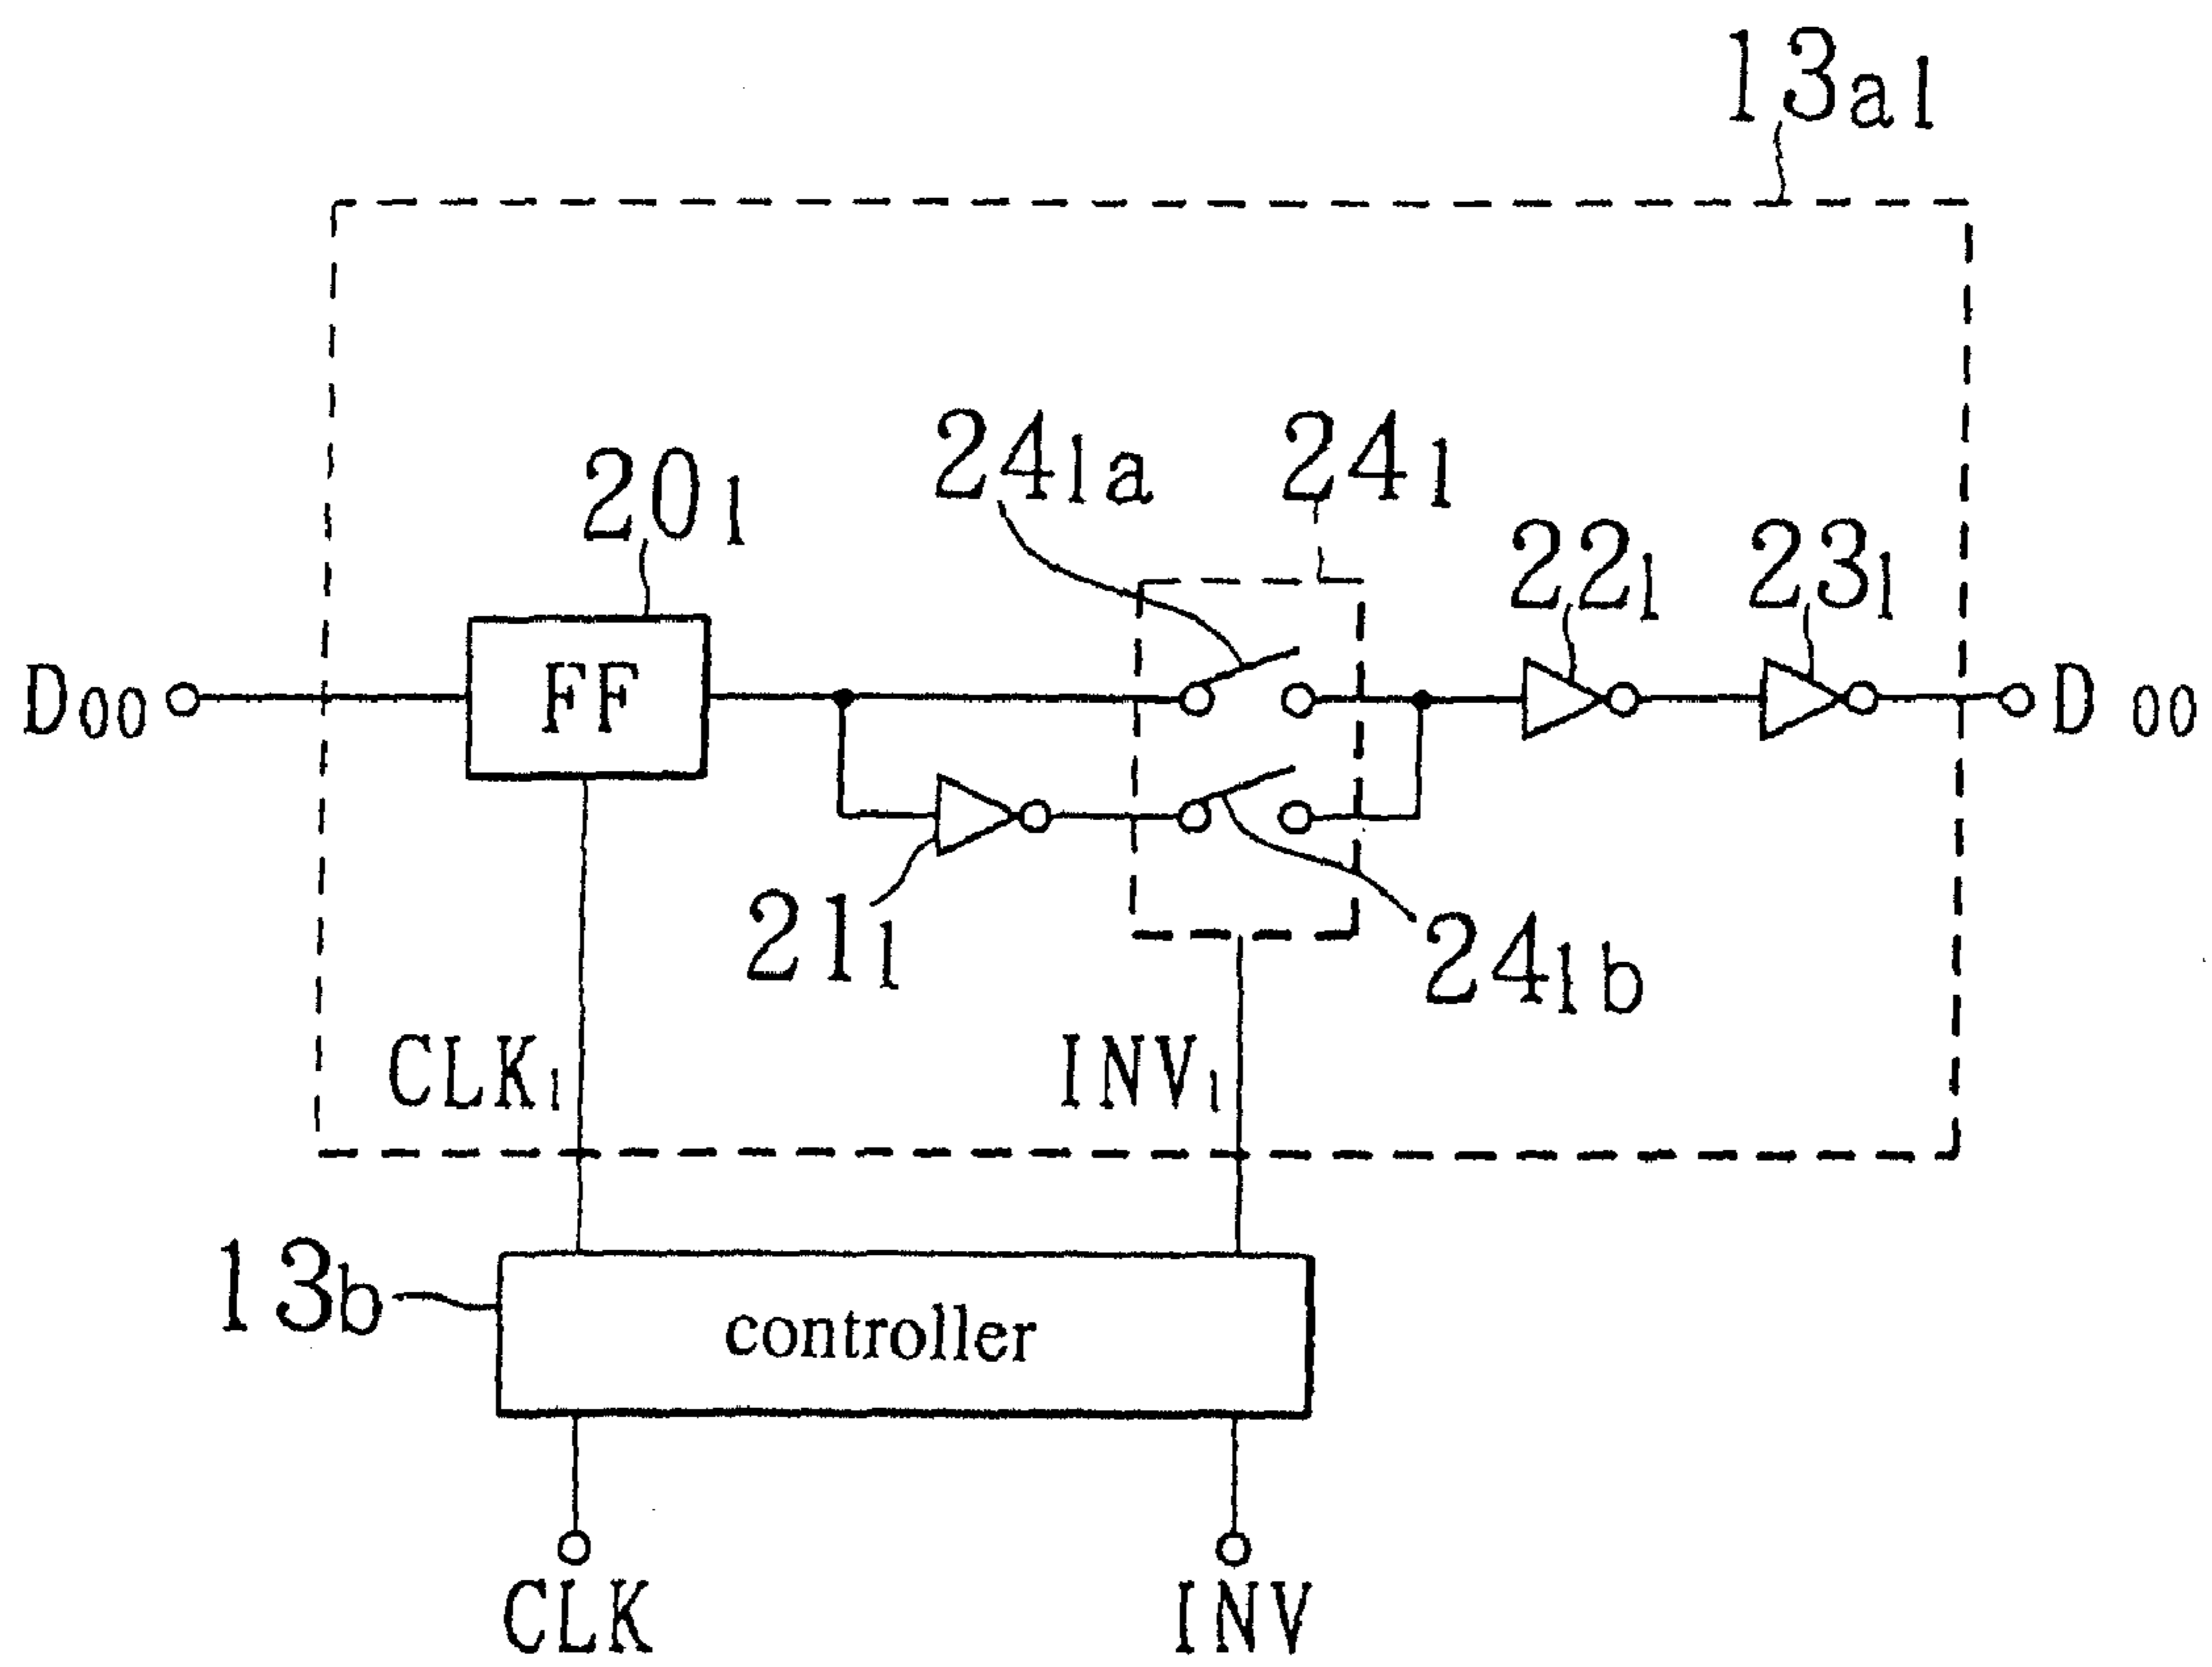 13a1
241a
241
201
221
231
D00
FF
D00
211
241b
CLK1
INV1
13b
controller
CLK
INV